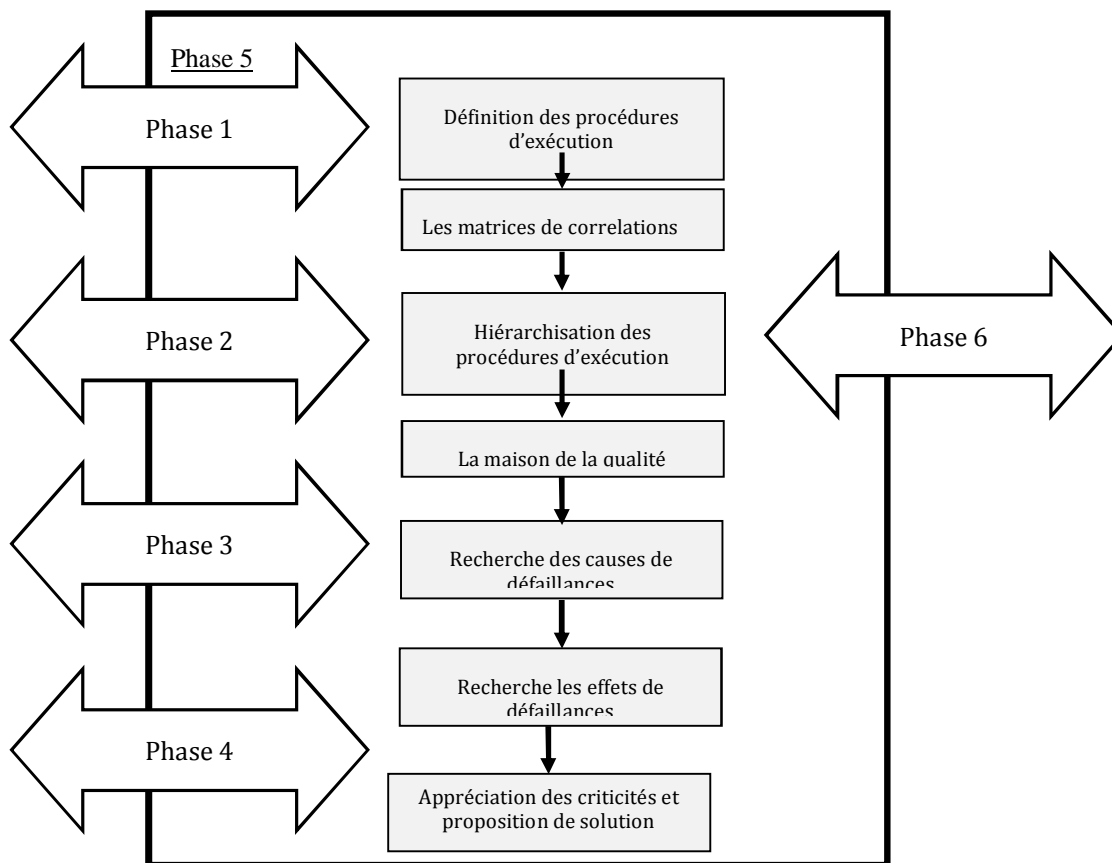 Phase 5
Phase 1
Phase 2
Phase 3
Phase 4
Définition des procédures
d’exécution
Les matrices de correlations
Hiérarchisation des
procédures d’exécution
La maison de la qualité
Recherche des causes de
défaillances
Recherche les effets de
défaillances
Appréciation des criticités et
proposition de solution
Phase 6